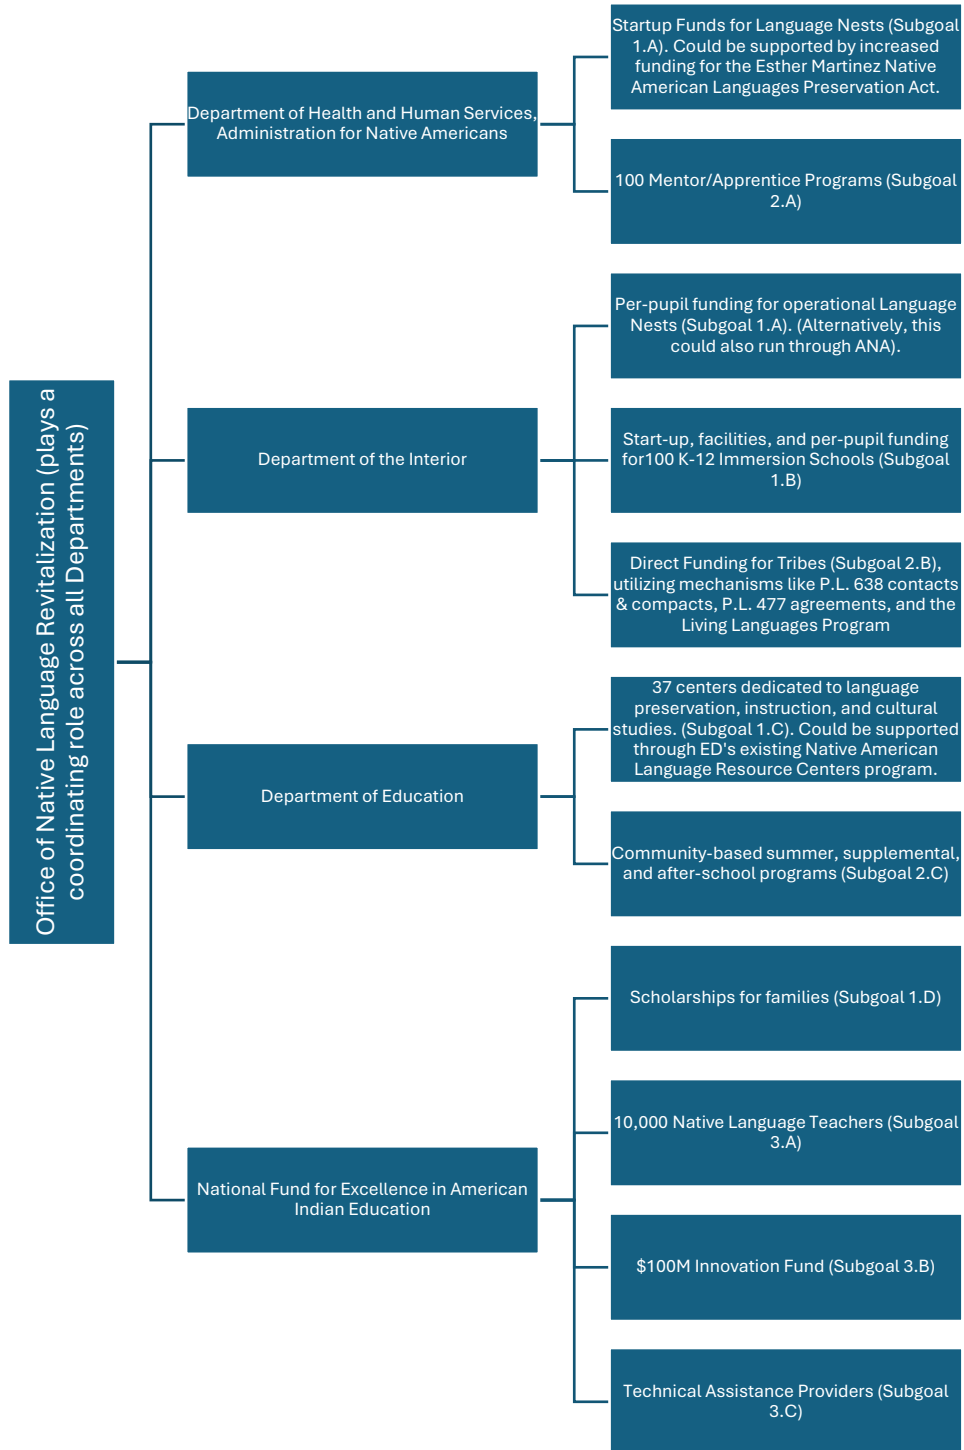 Office of Native Language Revitalization (plays a
coordinating role across all Departments)
Department of Health and Human Services,
Administration for Native Americans
Startup Funds for Language Nests (Subgoal
1.A). Could be supported by increased
funding for the Esther Martinez Native
American Languages Preservation Act.
100 Mentor/Apprentice Programs (Subgoal
2.A)
Department of the Interior
Per-pupil funding for operational Language
Nests (Subgoal 1.A). (Alternatively, this
could also run through ANA).
Start-up, facilities, and per-pupil funding
for100 K-12 Immersion Schools (Subgoal
1.B)
Direct Funding for Tribes (Subgoal 2.B),
utilizing mechanisms like P.L. 638 contacts
& compacts, P.L. 477 agreements, and the
Living Languages Program
Department of Education
37 centers dedicated to language
preservation, instruction, and cultural
studies. (Subgoal 1.C). Could be supported
through ED's existing Native American
Language Resource Centers program.
Community-based summer, supplemental,
and after-school programs (Subgoal 2.C)
National Fund for Excellence in American
Indian Education
Scholarships for families (Subgoal 1.D)
10,000 Native Language Teachers (Subgoal
3.A)
$100M Innovation Fund (Subgoal 3.B)
Technical Assistance Providers (Subgoal
3.C)